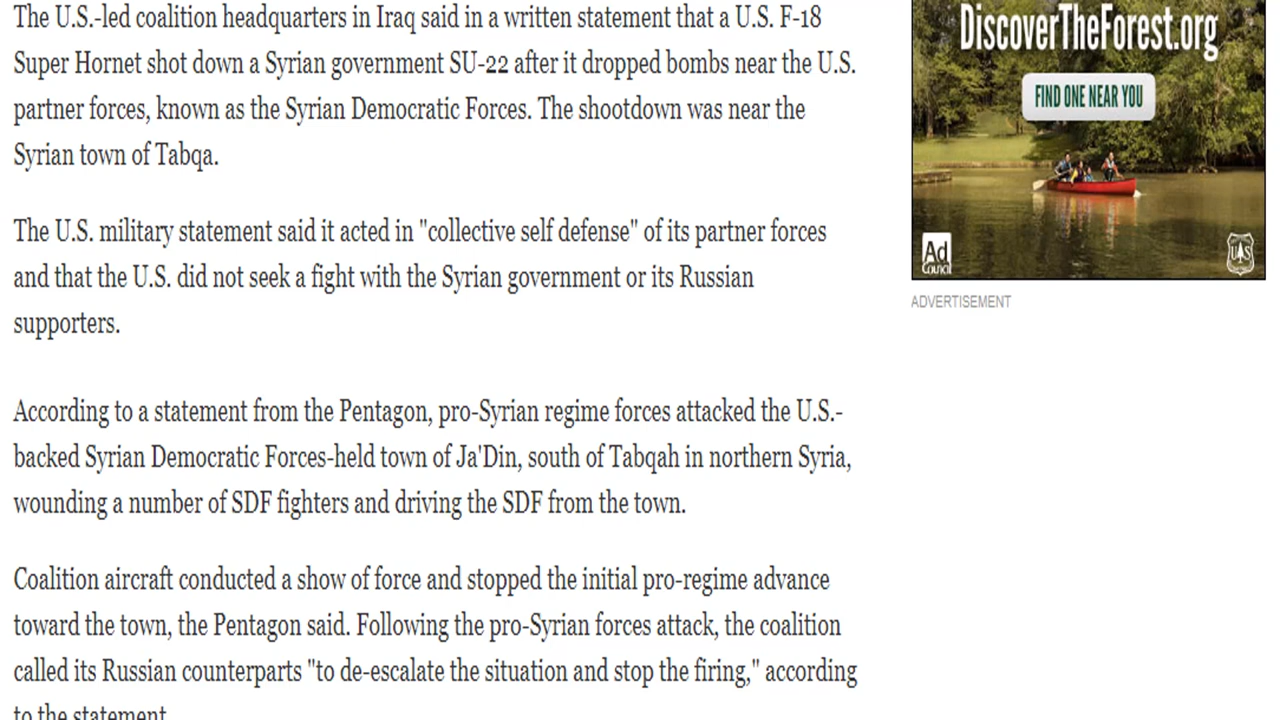 The U.S.-led coalition headquarters in Iraq said in a written statement that a U.S. F-18
Super Hornet shot down a Syrian government SU-22 after it dropped bombs near the U.S.
partner forces, known as the Syrian Democratic Forces. The shootdown was near the
Syrian town of Tabqa.
The U.S. military statement said it acted in "collective self defense" of its partner forces
and that the U.S. did not seek a fight with the Syrian government or its Russian
supporters.
According to a statement from the Pentagon, pro-Syrian regime forces attacked the U.S.-
backed Syrian Democratic Forces-held town of Ja'Din, south of Tabqah in northern Syria,
wounding a number of SDF fighters and driving the SDF from the town.
Coalition aircraft conducted a show of force and stopped the initial pro-regime advance
toward the town, the Pentagon said. Following the pro-Syrian forces attack, the coalition
called its Russian counterparts "to de-escalate the situation and stop the firing," according
to the statement
DiscoverTheForest.org
FIND ONE NEAR YOU
Ad
Council
U S
ADVERTISEMENT